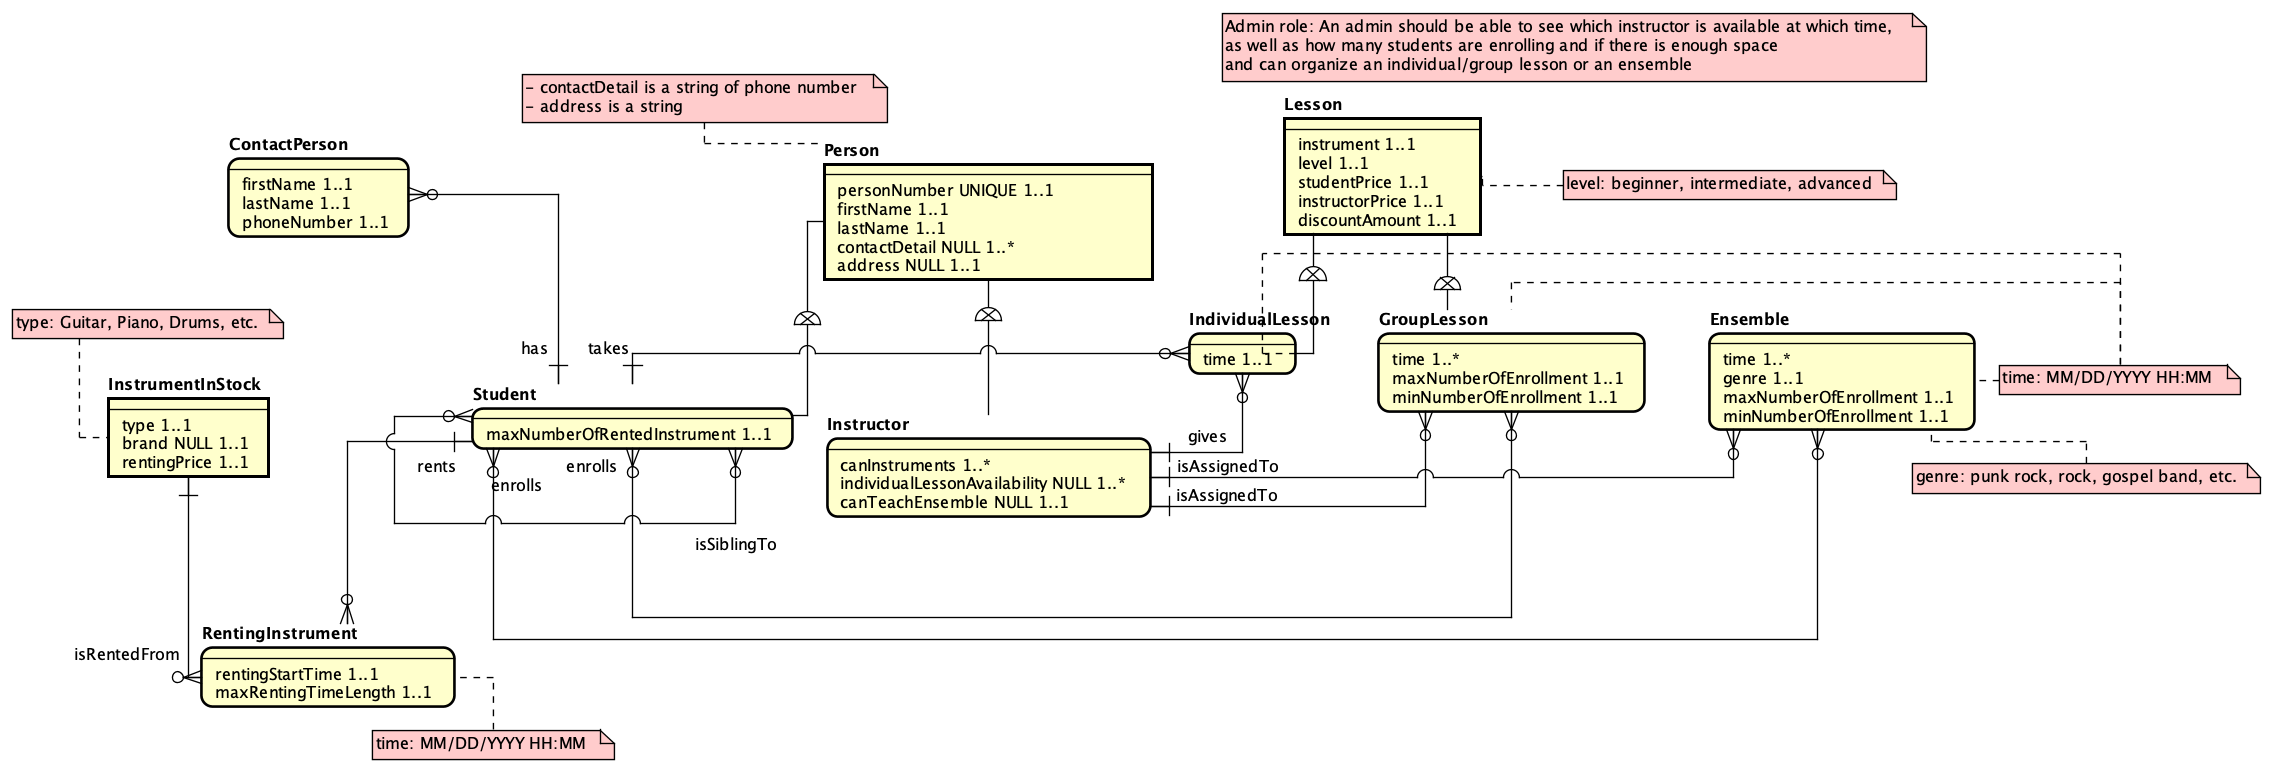 Admin role: An admin should be able to see which instructor is available at which time,
as well as how many students are enrolling and if there is enough space
and can organize an individual/group lesson or an ensemble
- contactDetail is a string of phone number
- address is a string
Lesson
instrument 1..1
level 1..1
studentPrice 1..1
instructorPrice 1..1
discountAmount 1..1
level: beginner, intermediate, advanced
ContactPerson
firstName 1..1
lastName 1..1
phoneNumber 1..1
Person
personNumber UNIQUE 1..1
firstName 1..1
lastName 1..1
contactDetail NULL 1..*
address NULL 1..1
type: Guitar, Piano, Drums, etc.
has
takes
IndividualLesson
time 1..1
GroupLesson
time 1..*
maxNumberOfEnrollment 1..1
minNumberOfEnrollment 1..1
Ensemble
time 1..*
genre 1..1
maxNumberOfEnrollment 1..1
minNumberOfEnrollment 1..1
time: MM/DD/YYYY HH:MM
InstrumentInStock
type 1..1
brand NULL 1..1
rentingPrice 1..1
Student
maxNumberOfRentedInstrument 1..1
rents
enrolls
enrolls
isSiblingTo
Instructor
canInstruments 1..*
individualLessonAvailability NULL 1..*
canTeachEnsemble NULL 1..1
gives
isAssignedTo
isAssignedTo
genre: punk rock, rock, gospel band, etc.
isRentedFrom
RentingInstrument
rentingStartTime 1..1
maxRentingTimeLength 1..1
time: MM/DD/YYYY HH:MM